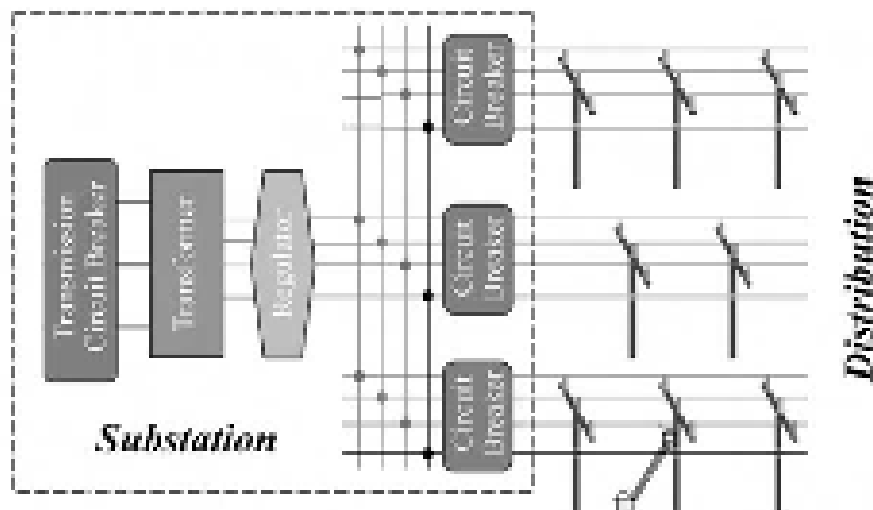 Transmission
Circuit Breaker
Transformer
Regulator
Circuit
Breaker
Circuit
Breaker
Circuit
Breaker
Substation
Distribution